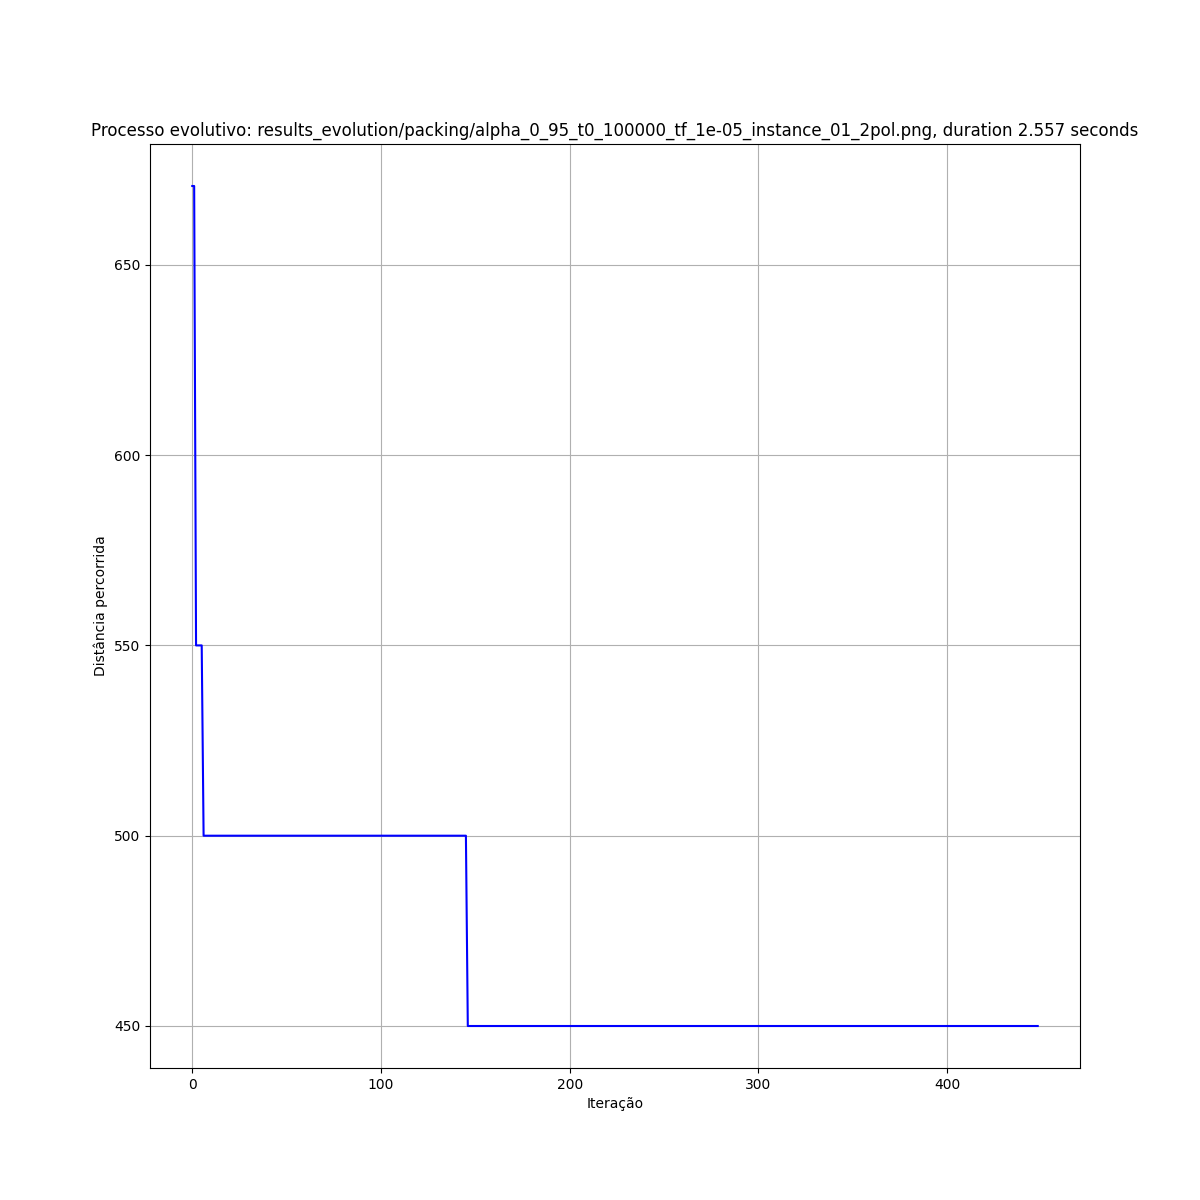 Processo evolutivo: results_evolution/packing/alpha_0_95_t0_100000_tf_1e-05_instance_01_2pol.png, duration 2.557 seconds
650
600
550
500
450
Distância percorrida
0 100 200 300 400
Iteração